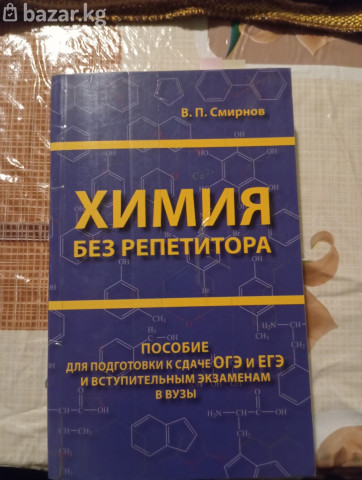 bazar.kg
В. П. Смирнов
ХИМИЯ
БЕЗ РЕПЕТИТОРА
ПОСОБИЕ
ДЛЯ ПОДГОТОВКИ К СДАЧЕ ОГЭ И ЕГЭ
И ВСТУПИТЕЛЬНЫМ ЭКЗАМЕНАМ
В ВУЗЫ